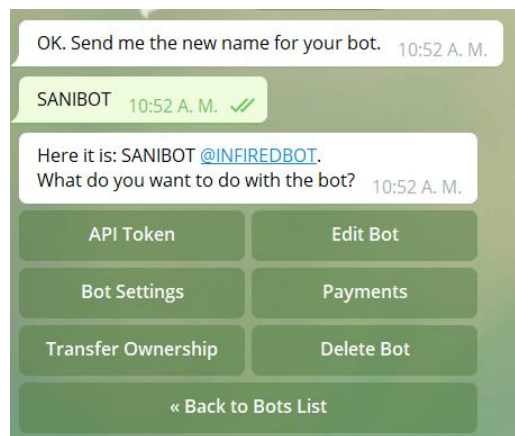 OK. Send me the new name for your bot. 10:52 A. M.
SANIBOT 10:52 A. M.
Here it is: SANIBOT @INFIREDBOT.
What do you want to do with the bot? 10:52 A. M.
API Token Edit Bot
Bot Settings Payments
Transfer Ownership Delete Bot
« Back to Bots List